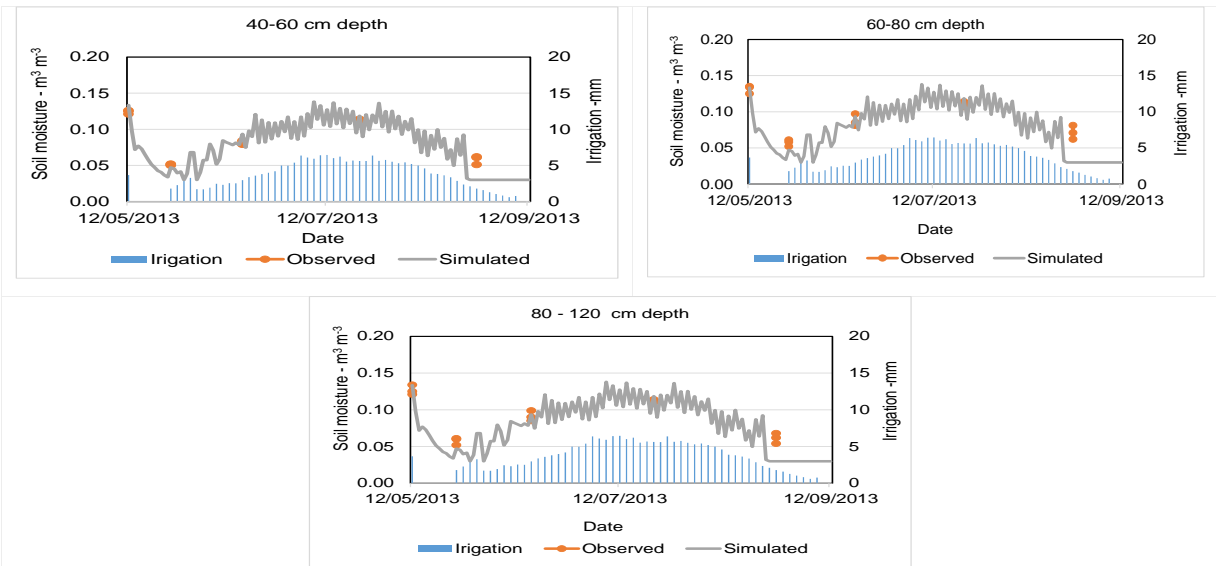 40-60 cm depth
Soil moisture - m³ m⁻³
0.20
0.15
0.10
0.05
0.00
20
15
10
5
0
Irrigation -mm
12/05/2013
12/07/2013
12/09/2013
Date
Irigation
Observed
Simulated
60-80 cm depth
Soil moisture - m³ m⁻³
0.20
0.15
0.10
0.05
0.00
20
15
10
5
0
Irrigation -mm
12/05/2013
12/07/2013
12/09/2013
Date
Irigation
Observed
Simulated
80 - 120 cm depth
Soil moisture - m³ m⁻³
0.20
0.15
0.10
0.05
0.00
20
15
10
5
0
Irrigation -mm
12/05/2013
12/07/2013
12/09/2013
Date
Irigation
Observed
Simulated